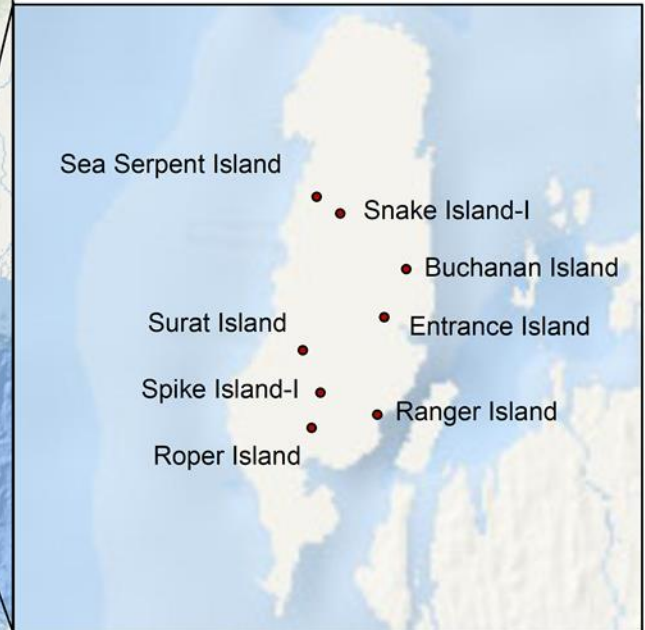 Sea Serpent Island
Snake Island-I
Buchanan Island
Surat Island
Entrance Island
Spike Island-I
Ranger Island
Roper Island